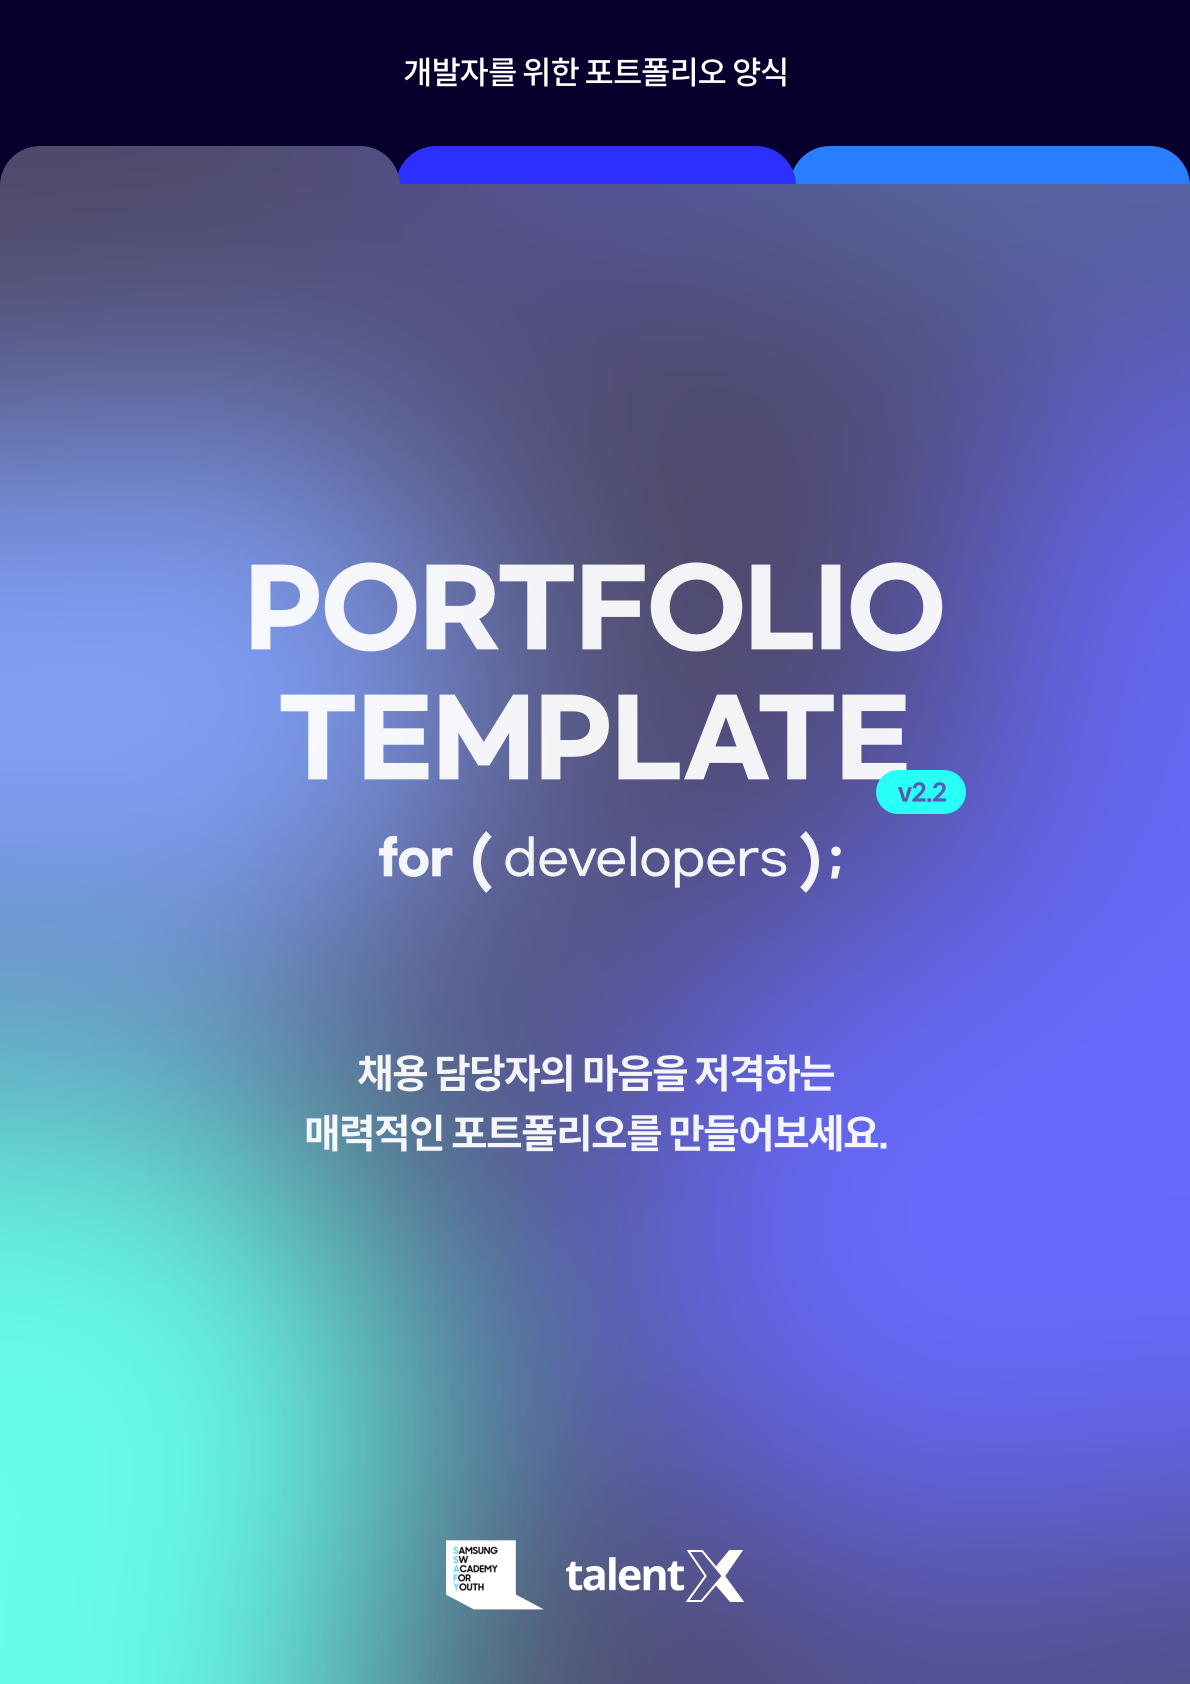 개발자를 위한 포트폴리오 양식
PORTFOLIO
TEMPLATE
v2.2
for ( developers ) ;
채용 담당자의 마음을 저격하는
매력적인 포트폴리오를 만들어보세요.
SAMSUNG
SW
ACADEMY
FOR
YOUTH
talentX